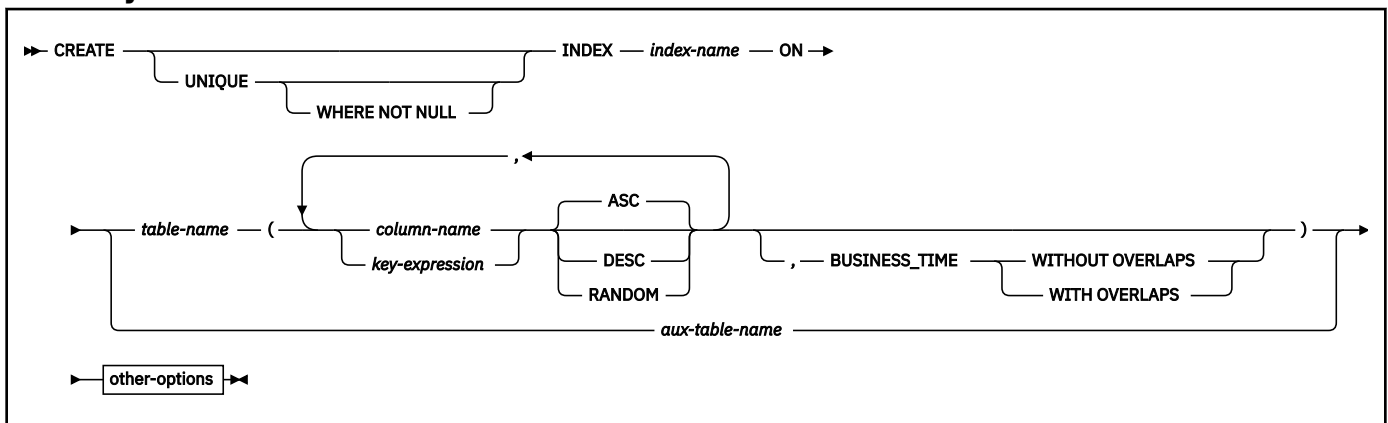 CREATE INDEX index-name ON
UNIQUE
WHERE NOT NULL
,
ASC
table-name ( column-name )
key-expression DESC , BUSINESS_TIME WITHOUT OVERLAPS
RANDOM WITH OVERLAPS
aux-table-name
other-options